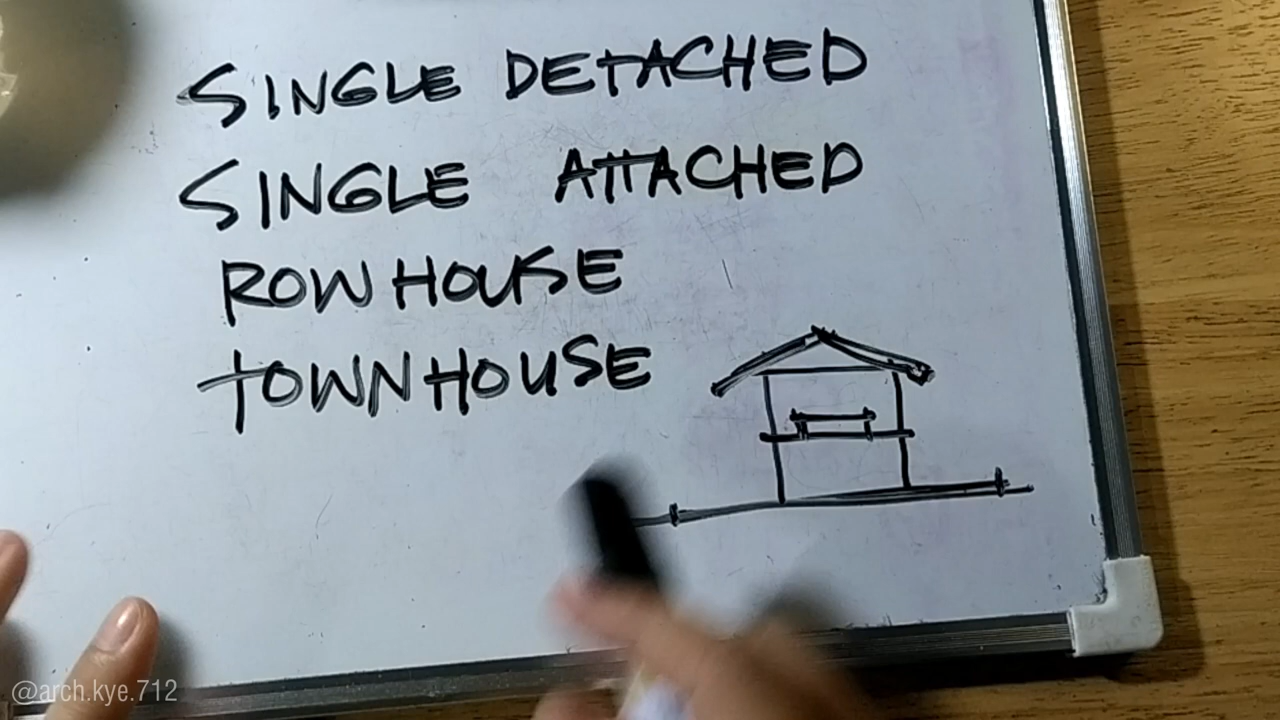 SINGLE DETACHED
SINGLE ATTACHED
ROWHOUSE
TOWNHOUSE
@arch.kye.712